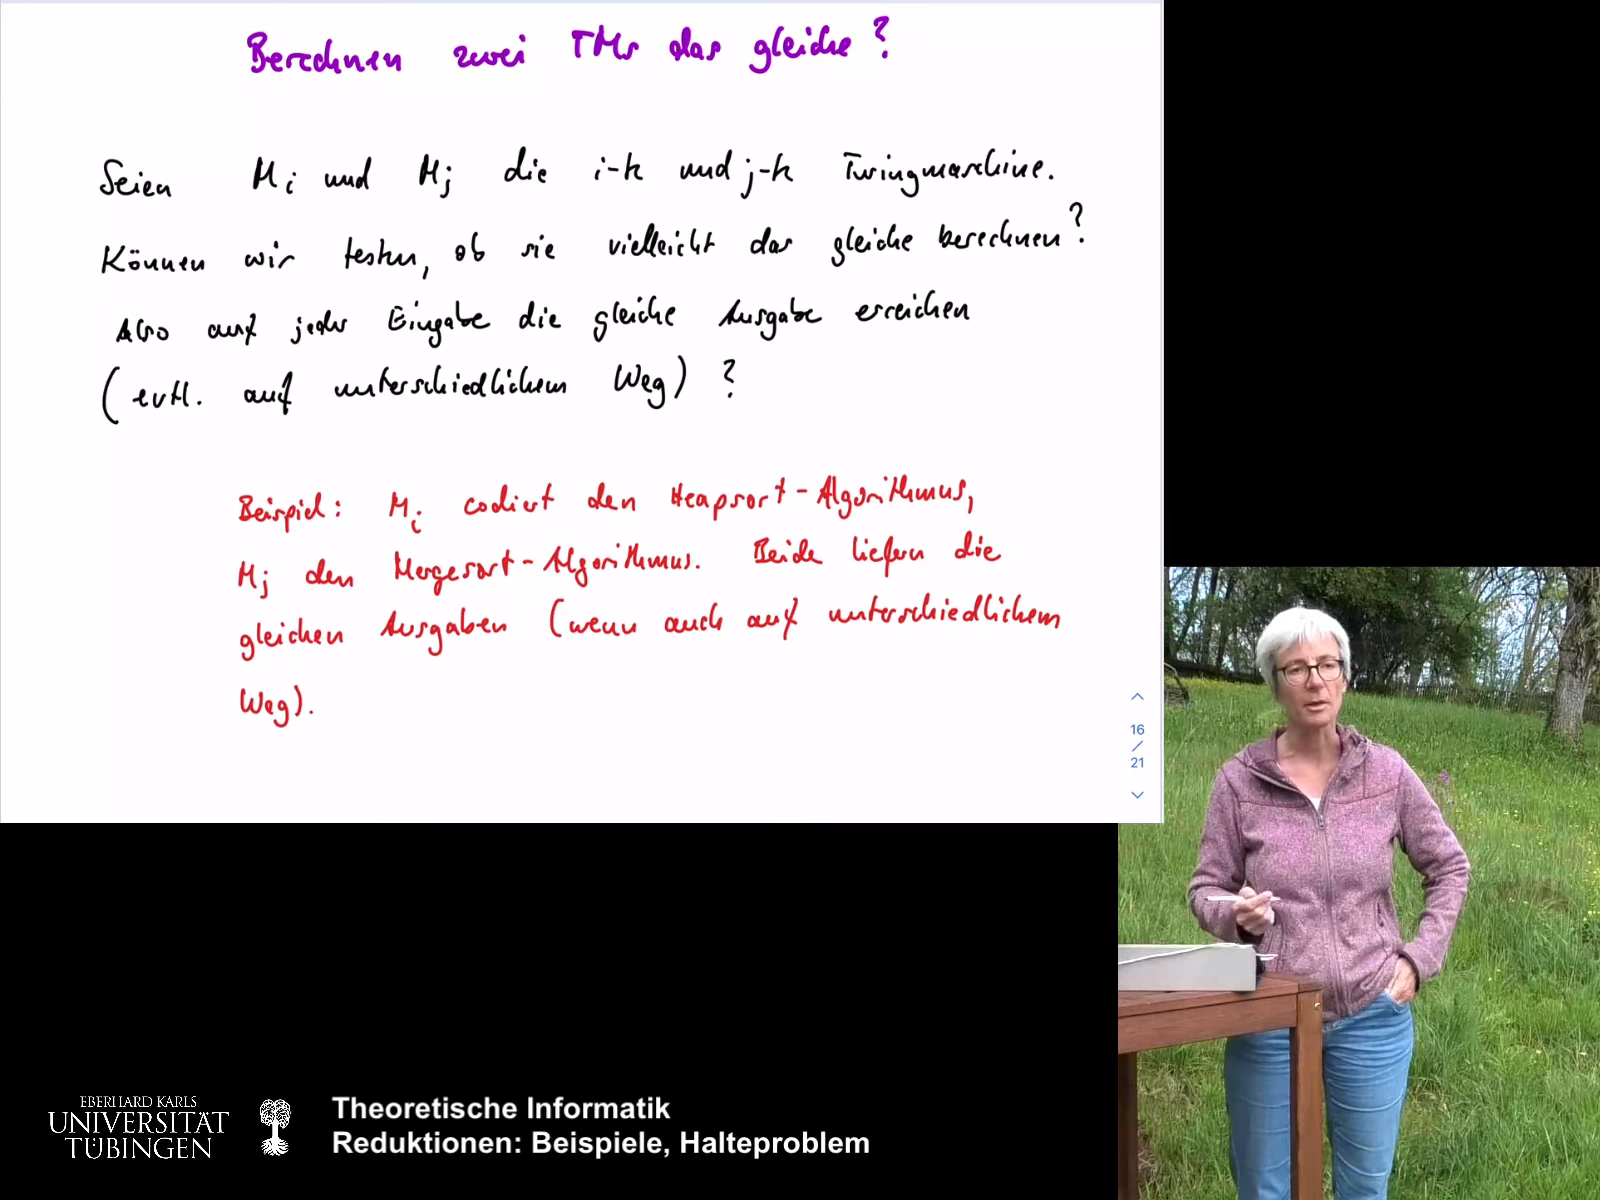 Berechnen zwei TMs das gleiche?
Seien Mi und Mj die i-te und j-te Turingmaschine.
Können wir testen, ob sie vielleicht das gleiche berechnen?
Also auf jeder Eingabe die gleiche Ausgabe erreichen
(evtl. auf unterschiedlichem Weg)?
Beispiel: Mi codiert den Heapsort-Algorithmus,
Mj den Mergesort-Algorithmus. Beide liefern die
gleichen Ausgaben (wenn auch auf unterschiedlichem
Weg).
16
/
21
EBERHARD KARLS
UNIVERSITÄT
TÜBINGEN
Theoretische Informatik
Reduktionen: Beispiele, Halteproblem